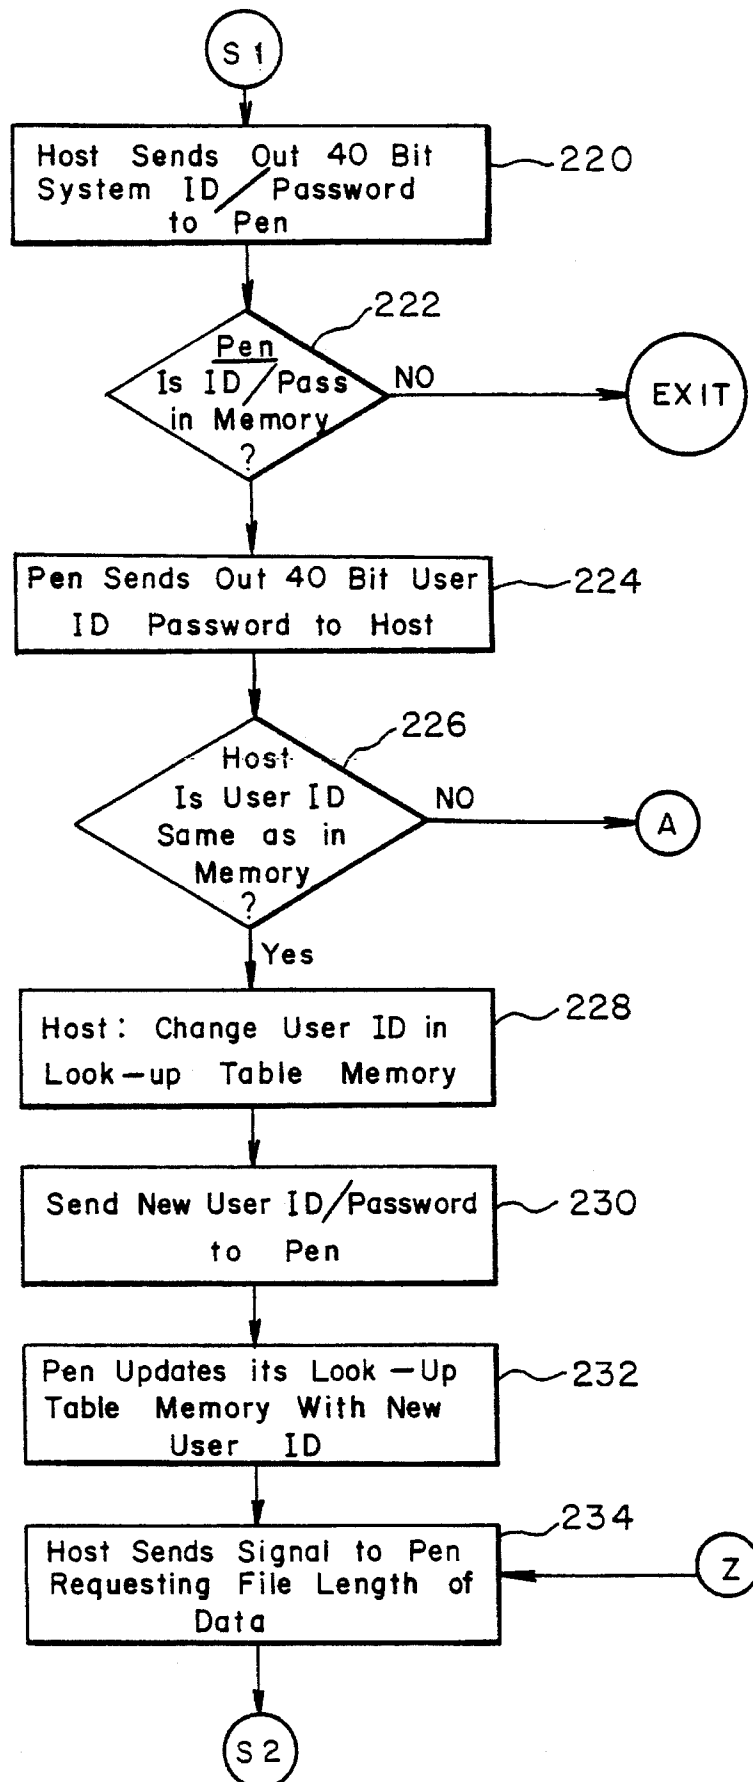 S1
Host Sends Out 40 Bit
System ID/Password
to Pen
220
222
Pen
Is ID/Pass
in Memory
?
NO
EXIT
Pen Sends Out 40 Bit User
ID Password to Host
224
226
Host
Is User ID
Same as in
Memory
?
NO
A
Yes
Host: Change User ID in
Look-up Table Memory
228
Send New User ID/Password
to Pen
230
Pen Updates its Look-Up
Table Memory With New
User ID
232
234
Host Sends Signal to Pen
Requesting File Length of
Data
Z
S2